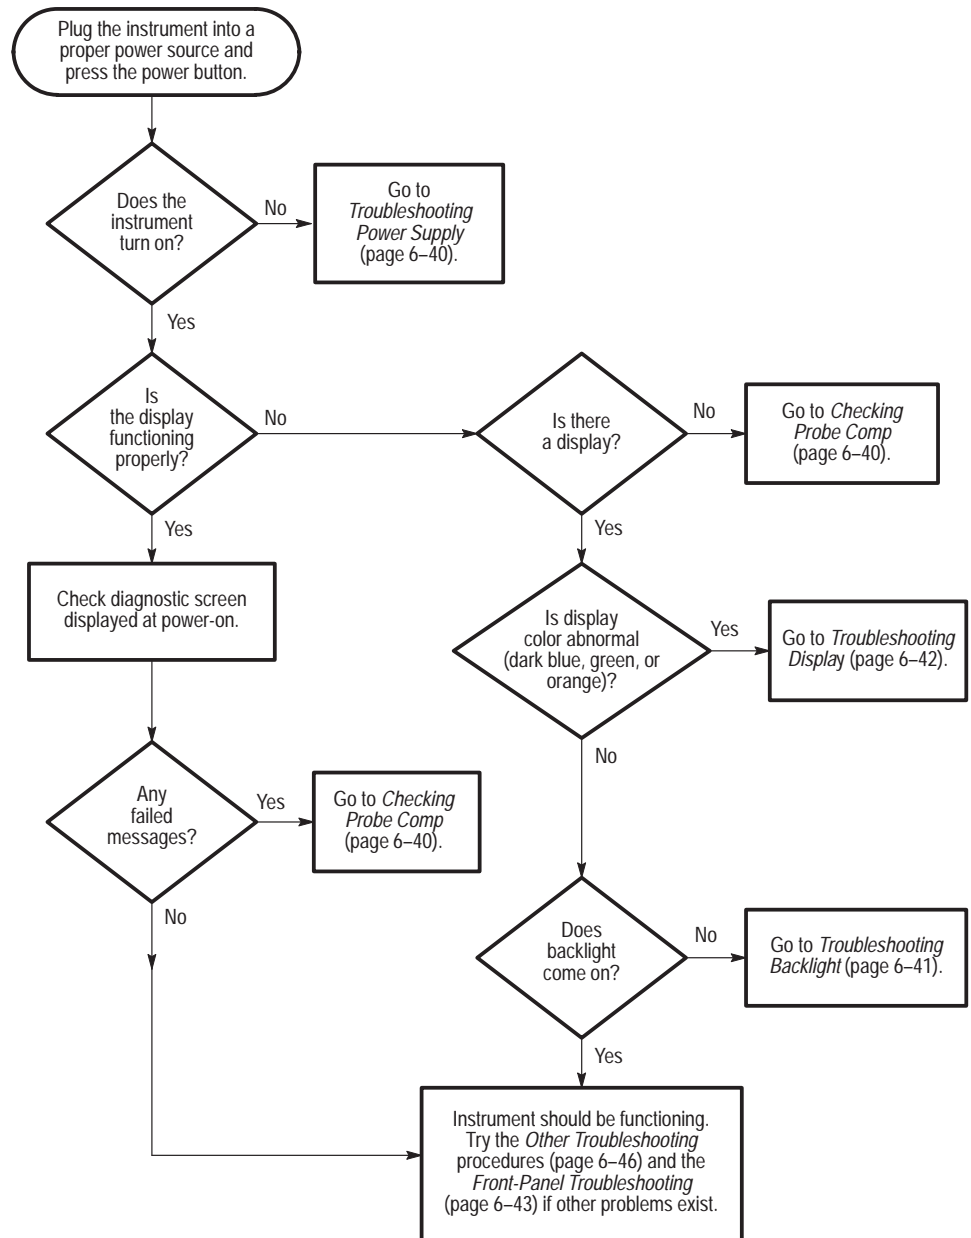 Plug the instrument into a
proper power source and
press the power button.
Does the
instrument
turn on?
No
Go to
Troubleshooting
Power Supply
(page 6–40).
Yes
Is
the display
functioning
properly?
No
Is there
a display?
No
Go to Checking
Probe Comp
(page 6–40).
Yes
Yes
Check diagnostic screen
displayed at power-on.
Is display
color abnormal
(dark blue, green, or
orange)?
Yes
Go to Troubleshooting
Display (page 6–42).
No
Any
failed
messages?
Yes
Go to Checking
Probe Comp
(page 6–40).
No
Does
backlight
come on?
No
Go to Troubleshooting
Backlight (page 6–41).
Yes
Instrument should be functioning.
Try the Other Troubleshooting
procedures (page 6–46) and the
Front-Panel Troubleshooting
(page 6–43) if other problems exist.